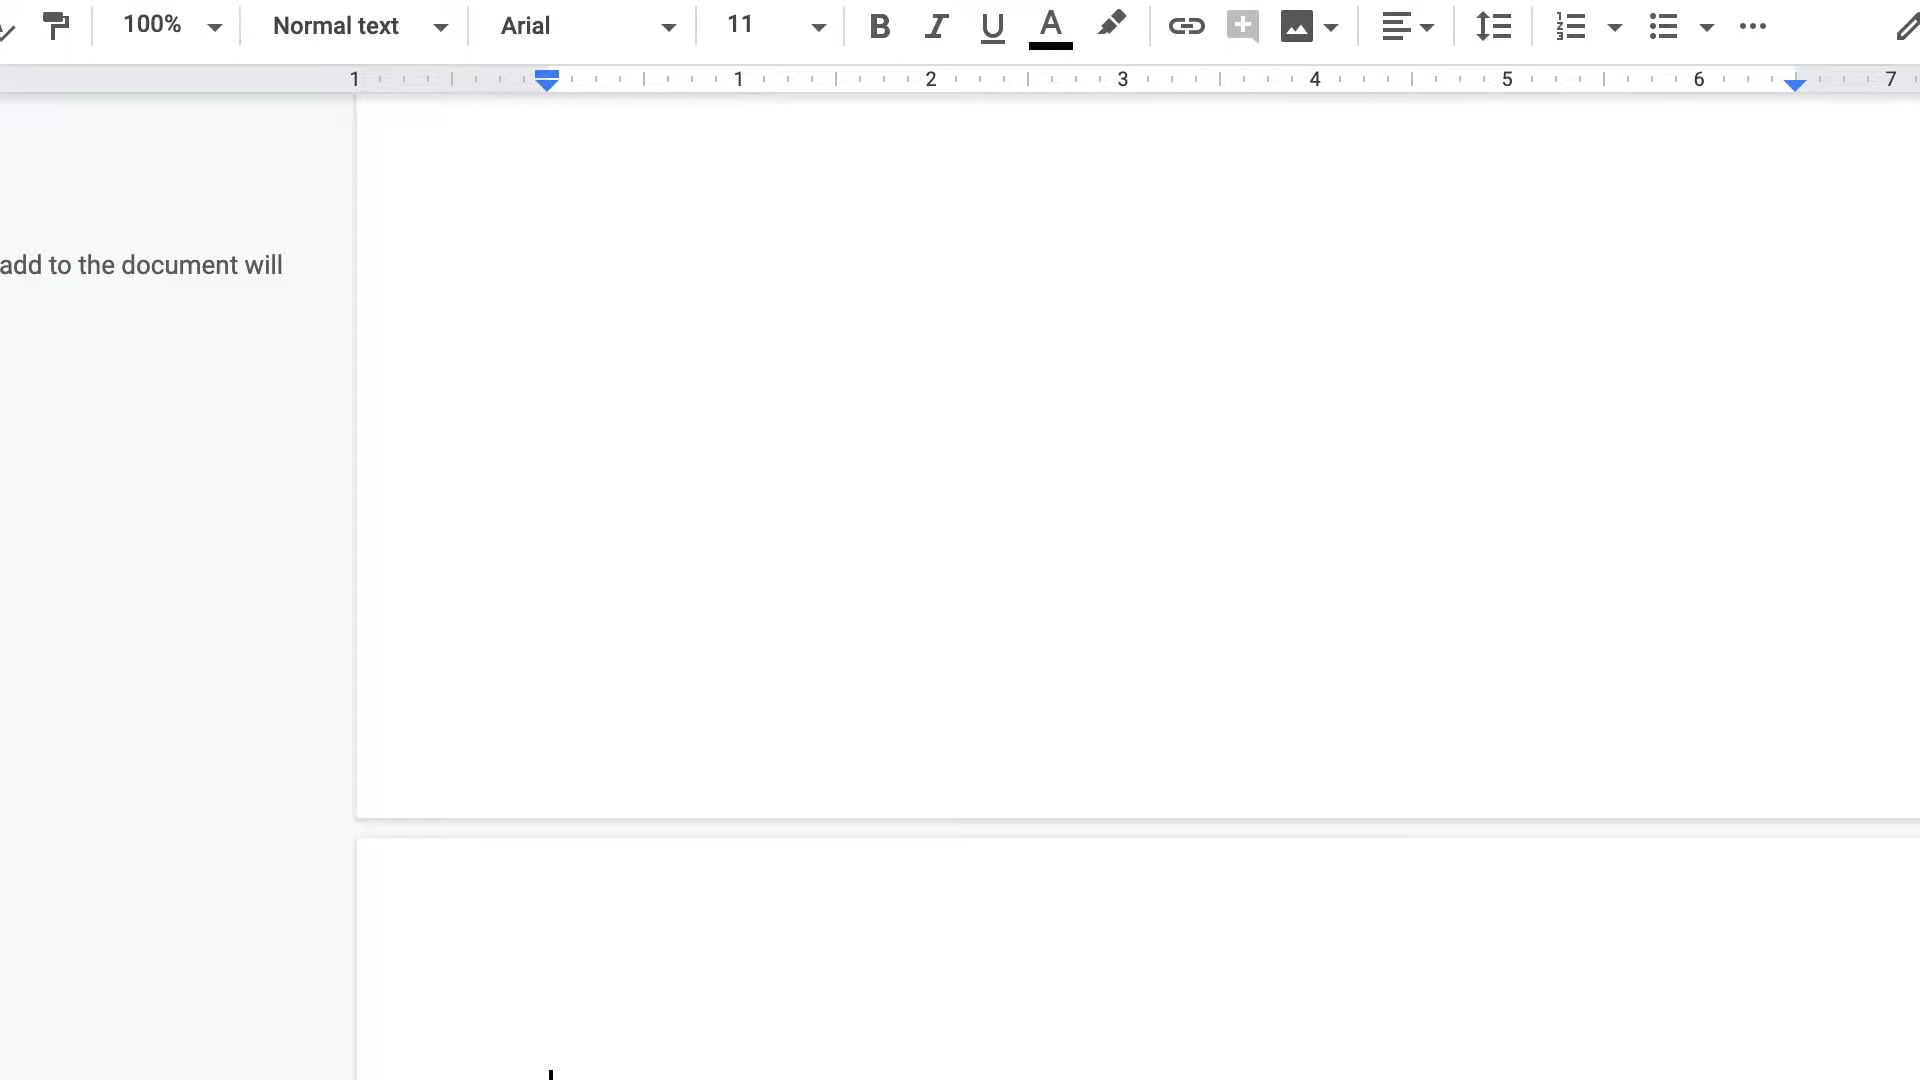 100% Normal text Arial 11 B I U A
1 1 2 3 4 5 6 7
add to the document will